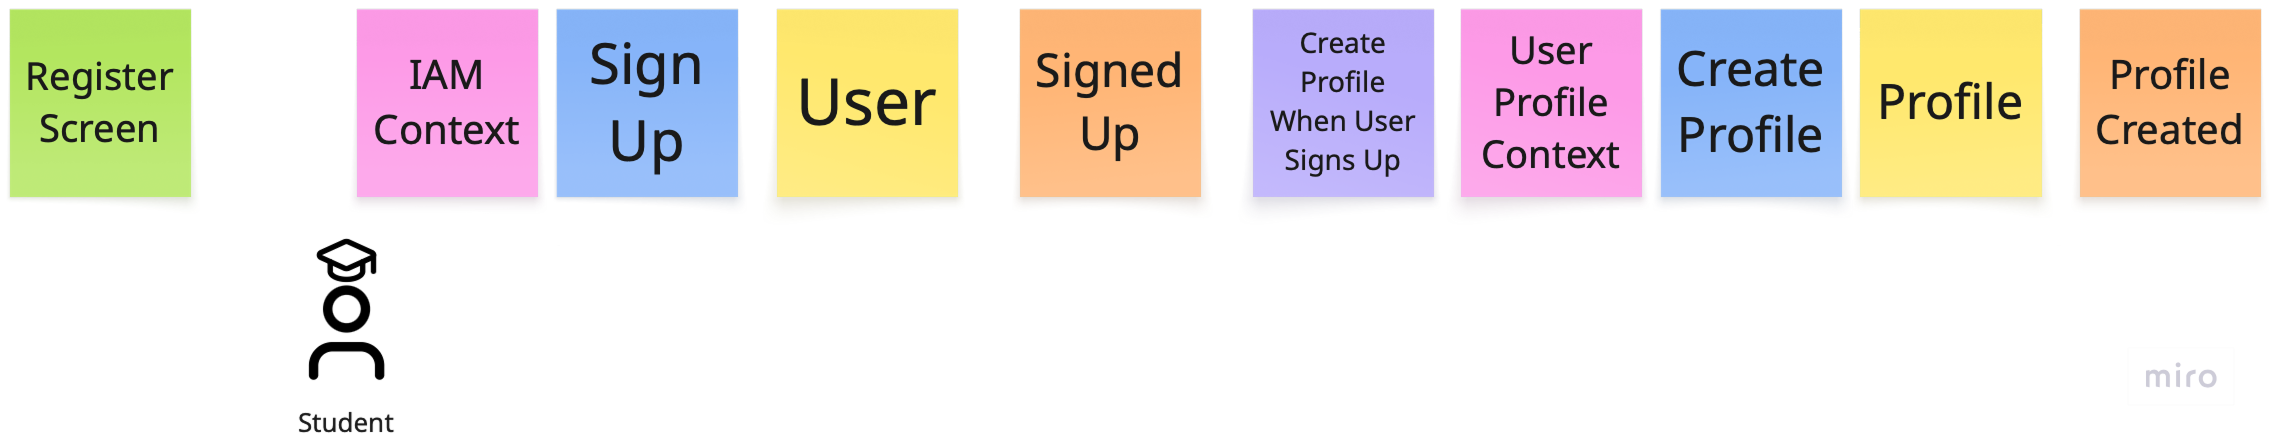 Register
Screen
IAM
Context
Sign
Up
User
Signed
Up
Create
Profile
When User
Signs Up
User
Profile
Context
Create
Profile
Profile
Profile
Created
Student
miro